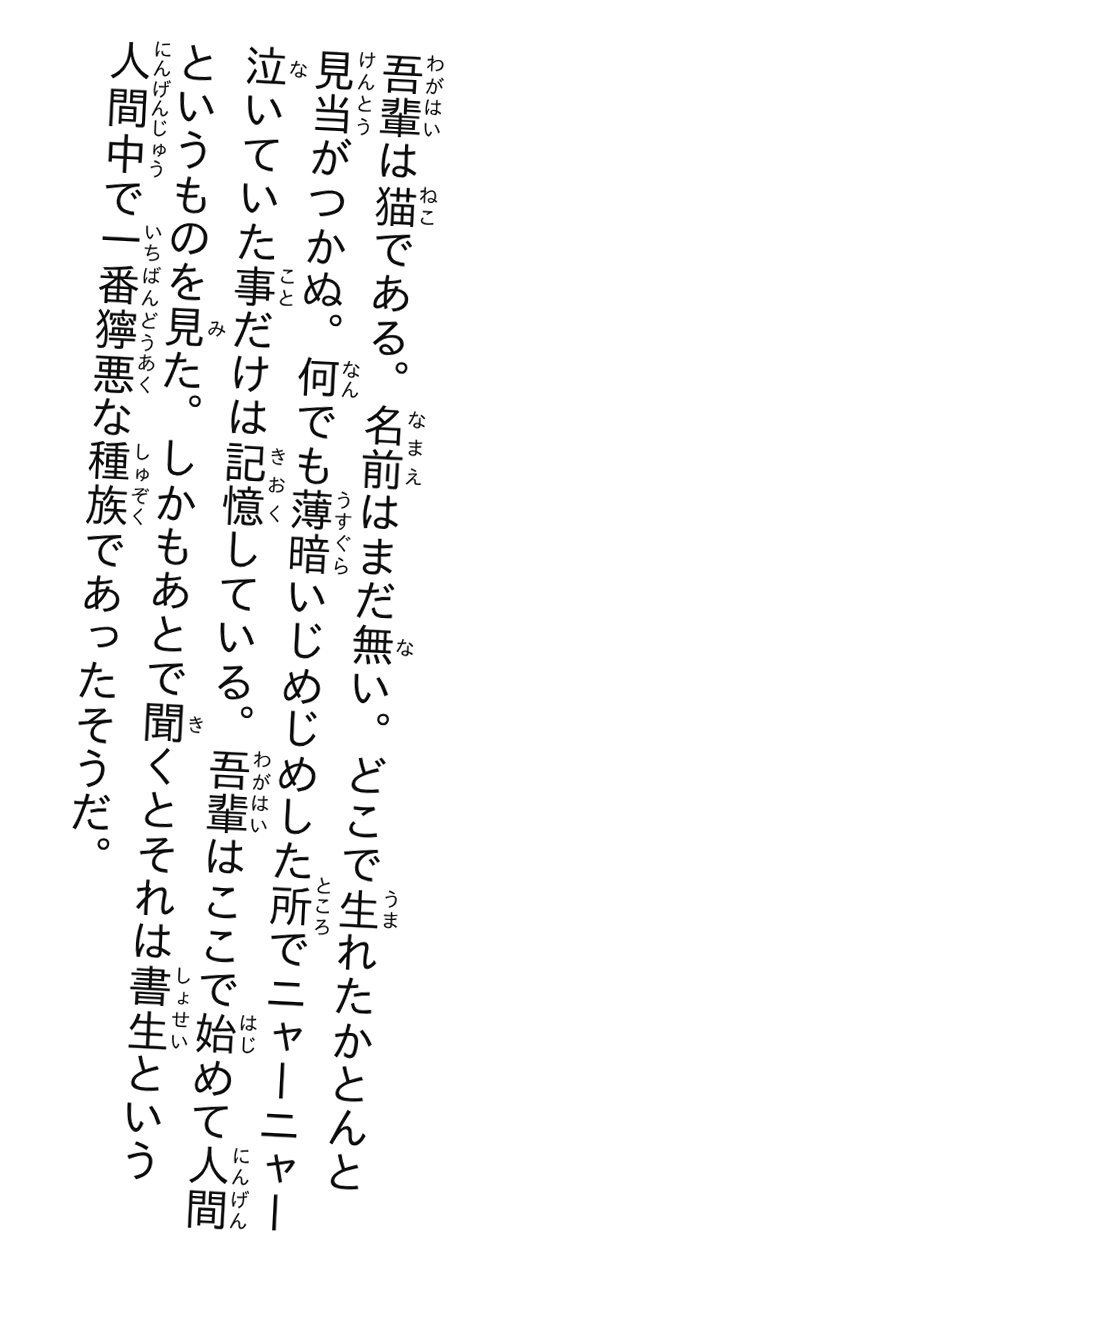 吾輩は猫である。名前はまだ無い。どこで生れたかとんと
見当がつかぬ。何でも薄暗いじめじめした所でニャーニャー
泣いていた事だけは記憶している。吾輩はここで始めて人間
というものを見た。しかもあとで聞くとそれは書生という
人間中で一番獰悪な種族であったそうだ。